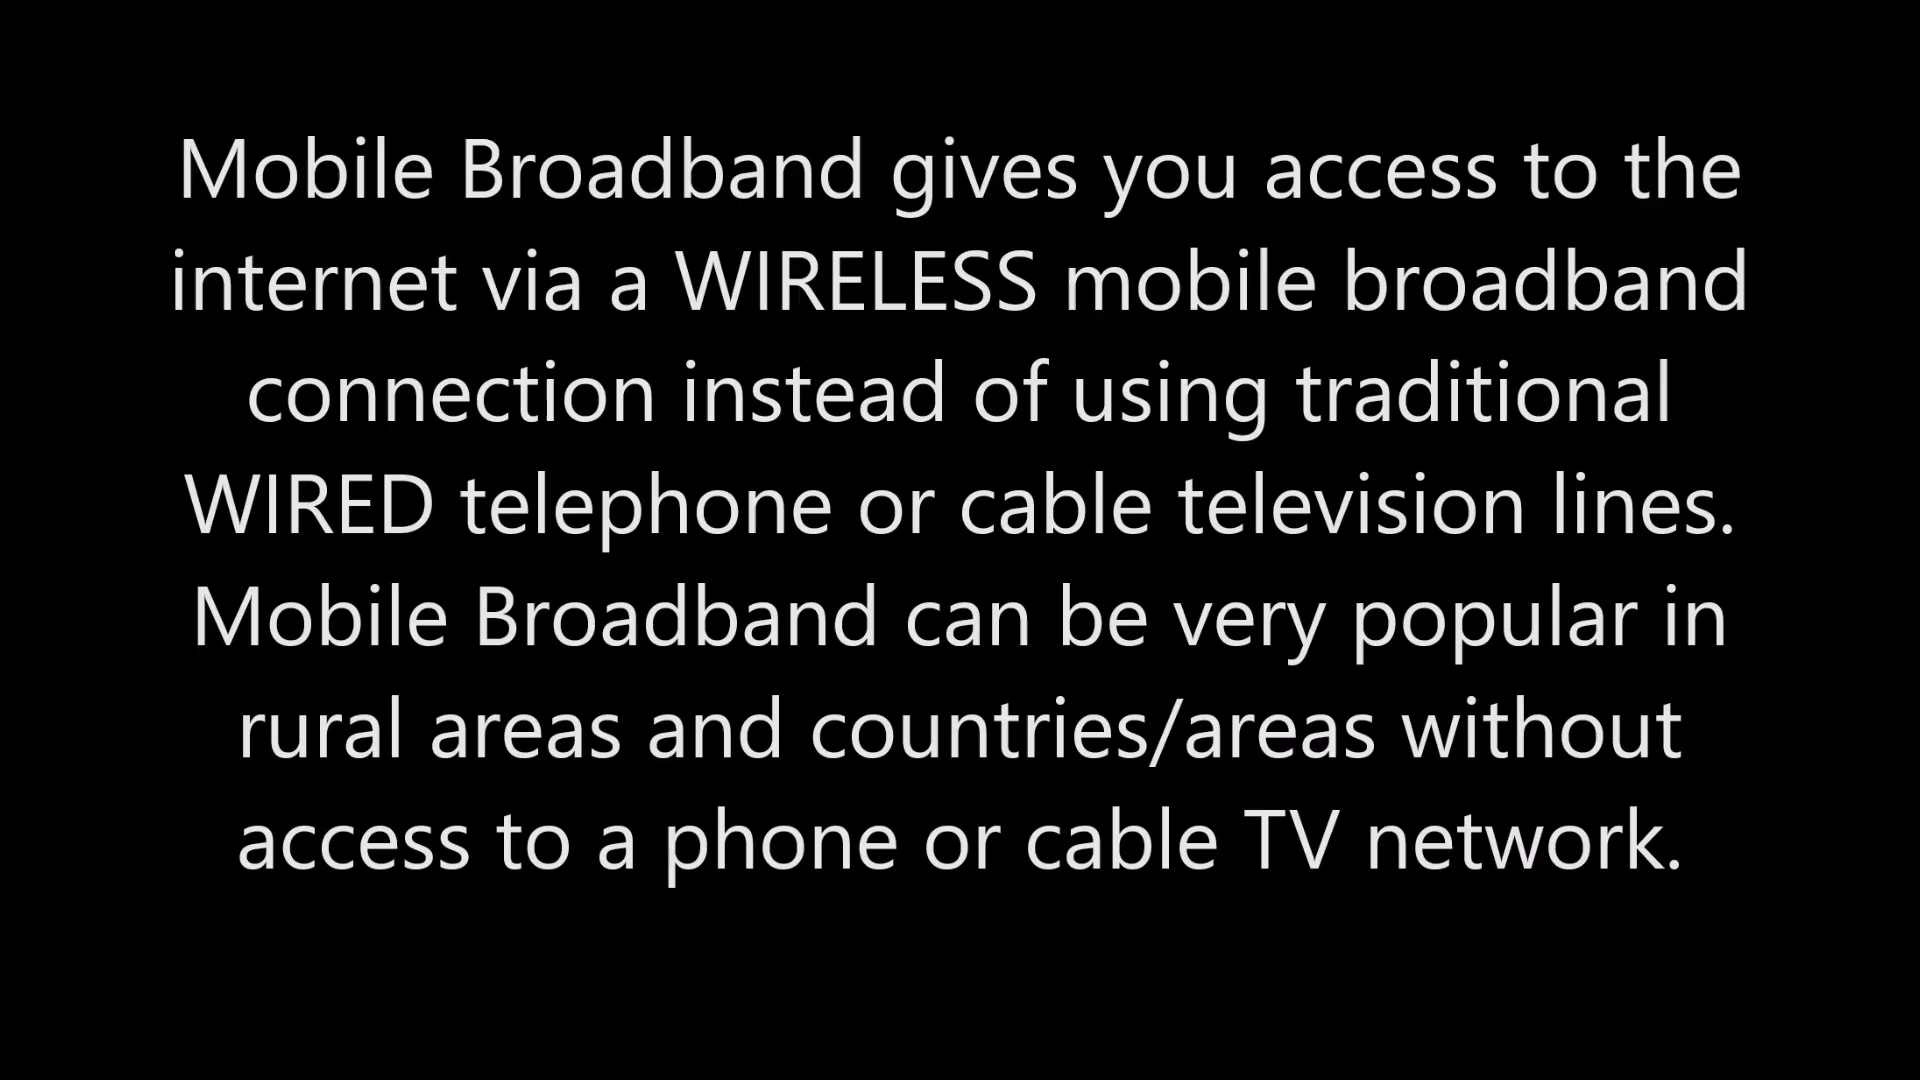 Mobile Broadband gives you access to the
internet via a WIRELESS mobile broadband
connection instead of using traditional
WIRED telephone or cable television lines.
Mobile Broadband can be very popular in
rural areas and countries/areas without
access to a phone or cable TV network.